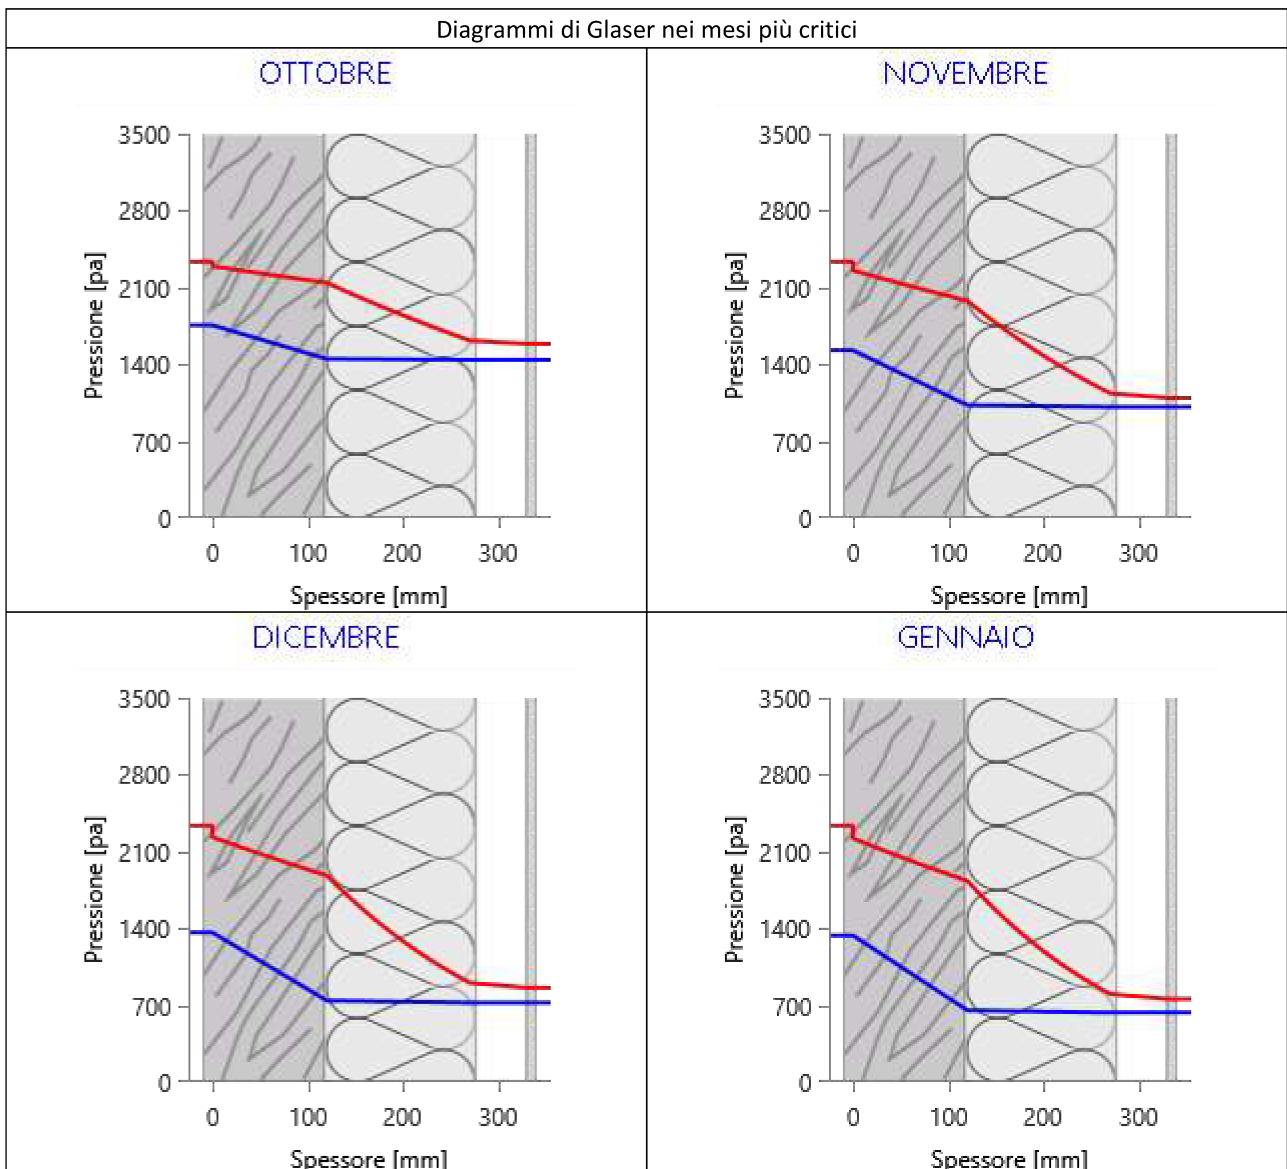 Diagrammi di Glaser nei mesi più critici
OTTOBRE
Pressione [pa]
3500
2800
2100
1400
700
0
0 100 200 300
Spessore [mm]
NOVEMBRE
Pressione [pa]
3500
2800
2100
1400
700
0
0 100 200 300
Spessore [mm]
DICEMBRE
Pressione [pa]
3500
2800
2100
1400
700
0
0 100 200 300
Spessore [mm]
GENNAIO
Pressione [pa]
3500
2800
2100
1400
700
0
0 100 200 300
Spessore [mm]